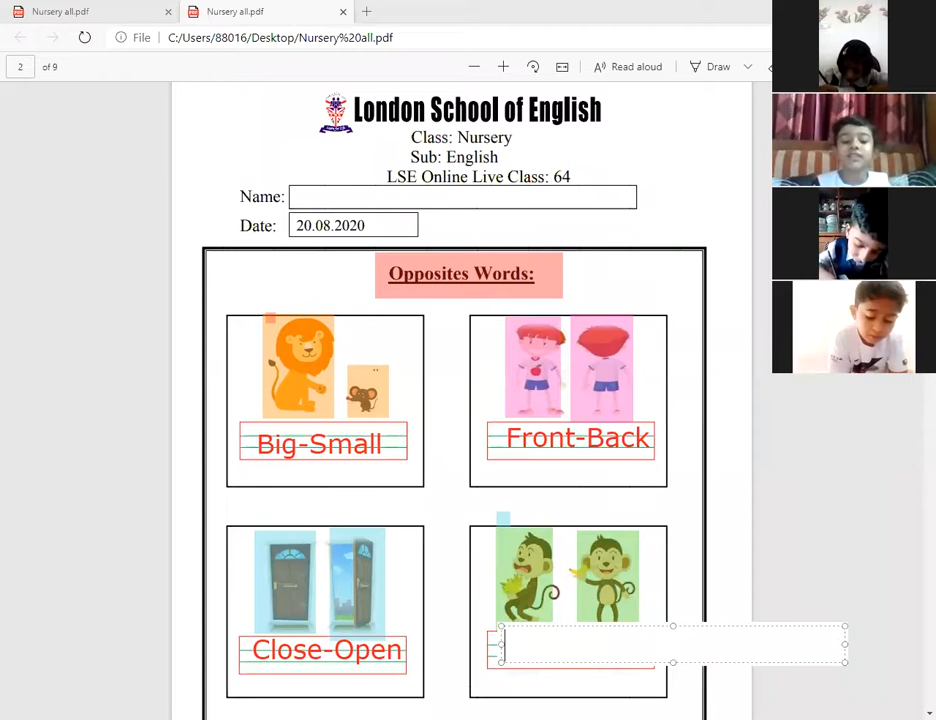 Nursery all.pdf
Nursery all.pdf
File C:/Users/88016/Desktop/Nursery%20all.pdf
2 of 9
Read aloud
Draw
London School of English
Class: Nursery
Sub: English
LSE Online Live Class: 64
Name:
Date: 20.08.2020
Opposites Words:
Big-Small
Front-Back
Close-Open